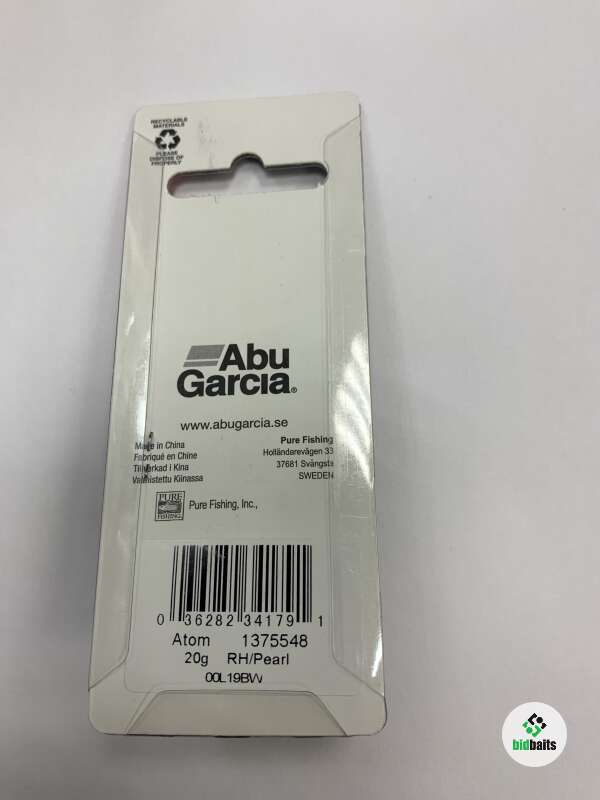 RECYCLABLE
MATERIALS
PLEASE
DISPOSE OF
PROPERLY
Abu
Garcia®
www.abugarcia.se
Made in China
Fabriqué en Chine
Tillverkad i Kina
Valmistettu Kiinassa
Pure Fishing
Holländarevägen 33
37681 Svängsta
SWEDEN
PURE
FISHING
Pure Fishing, Inc.,
0 36282 34179 1
Atom 1375548
20g RH/Pearl
00L19BW
bidbaits